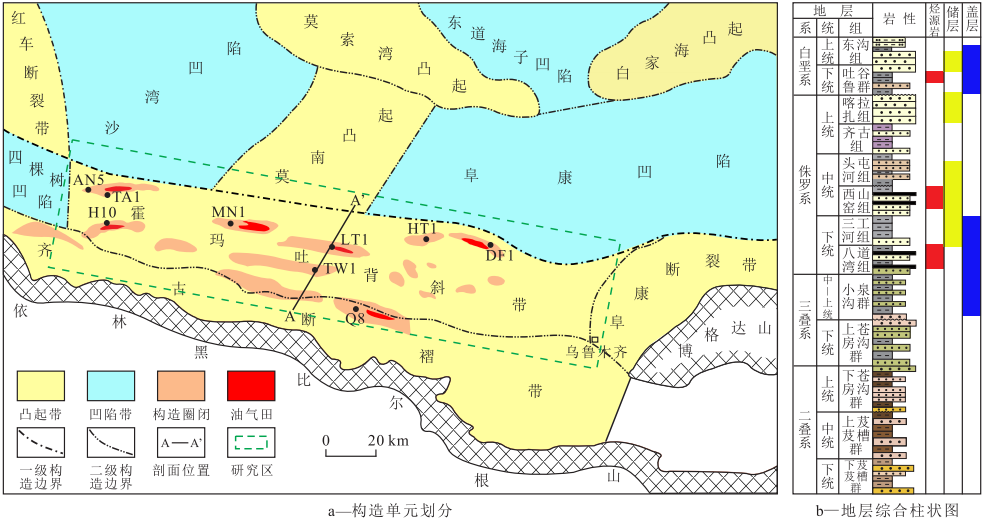 红车断裂带
沙湾凹陷
莫索湾凸起
东道海子凹陷
白家海凸起
四棵树凹陷
莫南凸起
阜康凹陷
AN5
TA1
H10
MN1
A'
LT1
HT1
DF1
TW1
A
Q8
霍玛吐背斜带
齐古断褶带
阜康断裂带
乌鲁木齐
博格达山
依林黑比尔根山
凸起带
凹陷带
构造圈闭
油气田
A—A'
一级构造边界
二级构造边界
剖面位置
研究区
0 20 km
a—构造单元划分
地层
岩性
烃源岩
储层
盖层
系
统
组
白垩系
上统
东沟组
下统
吐谷鲁群
侏罗系
上统
喀拉扎组
齐古组
中统
头屯河组
西山窑组
下统
三工河组
八道湾组
三叠系
中—上统
小泉沟群
下统
上苍房沟群
二叠系
上统
下苍房沟群
中统
上芨芨槽群
下统
下芨芨槽群
b—地层综合柱状图